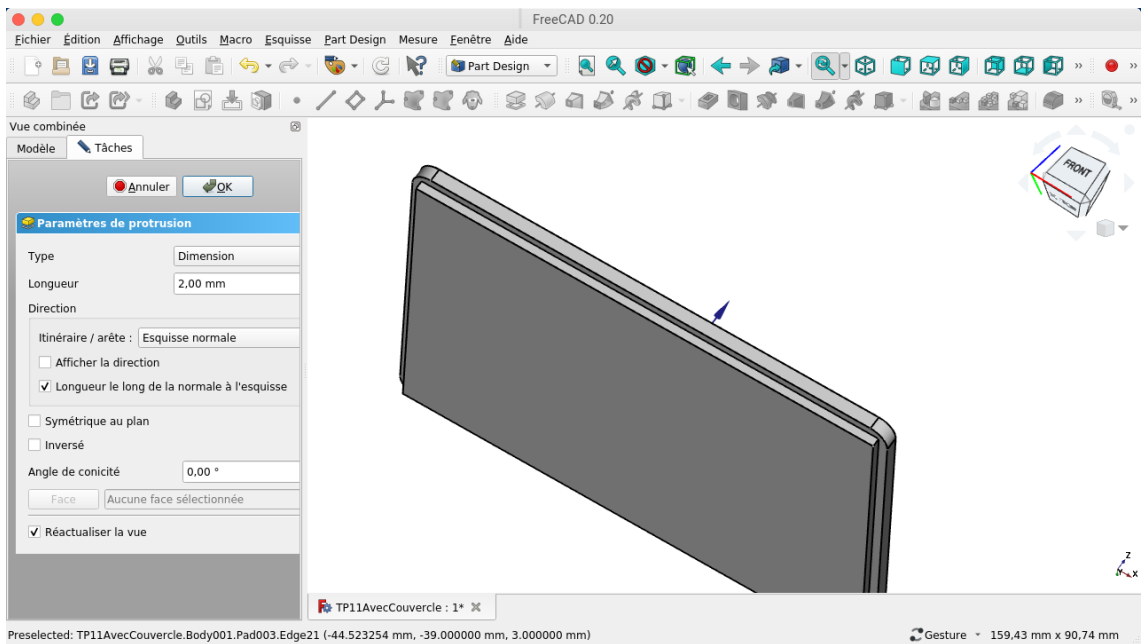 FreeCAD 0.20
Fichier Édition Affichage Outils Macro Esquisse Part Design Mesure Fenêtre Aide
Part Design
Vue combinée
Modèle Tâches
Annuler OK
Paramètres de protrusion
Type Dimension
Longueur 2,00 mm
Direction
Itinéraire / arête : Esquisse normale
Afficher la direction
Longueur le long de la normale à l'esquisse
Symétrique au plan
Inversé
Angle de conicité 0,00 °
Face Aucune face sélectionnée
Réactualiser la vue
FRONT
Z
Y X
TP11AvecCouvercle : 1*
Preselected: TP11AvecCouvercle.Body001.Pad003.Edge21 (-44.523254 mm, -39.000000 mm, 3.000000 mm)
Gesture 159,43 mm x 90,74 mm